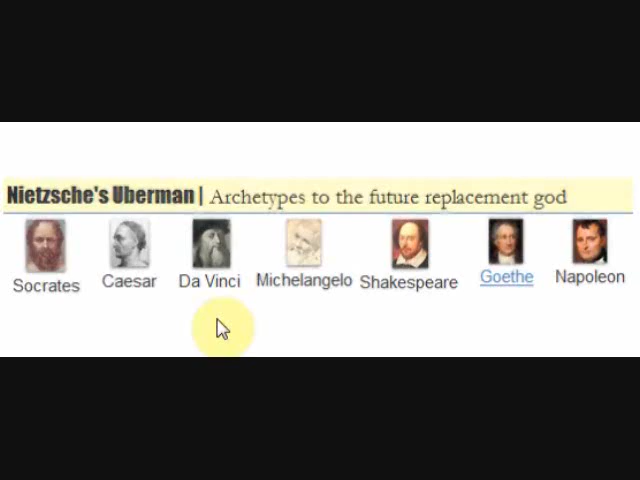 Nietzsche's Uberman | Archetypes to the future replacement god
Socrates Caesar Da Vinci Michelangelo Shakespeare Goethe Napoleon